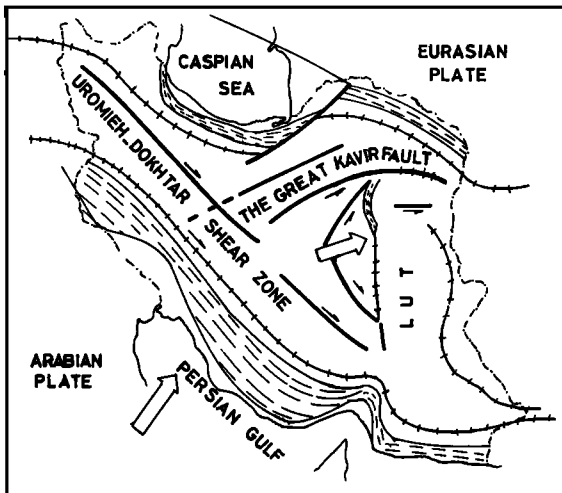 CASPIAN
SEA
EURASIAN
PLATE
UROMIEH-DOKHTAR
SHEAR ZONE
THE GREAT KAVIR FAULT
LUT
ARABIAN
PLATE
PERSIAN GULF